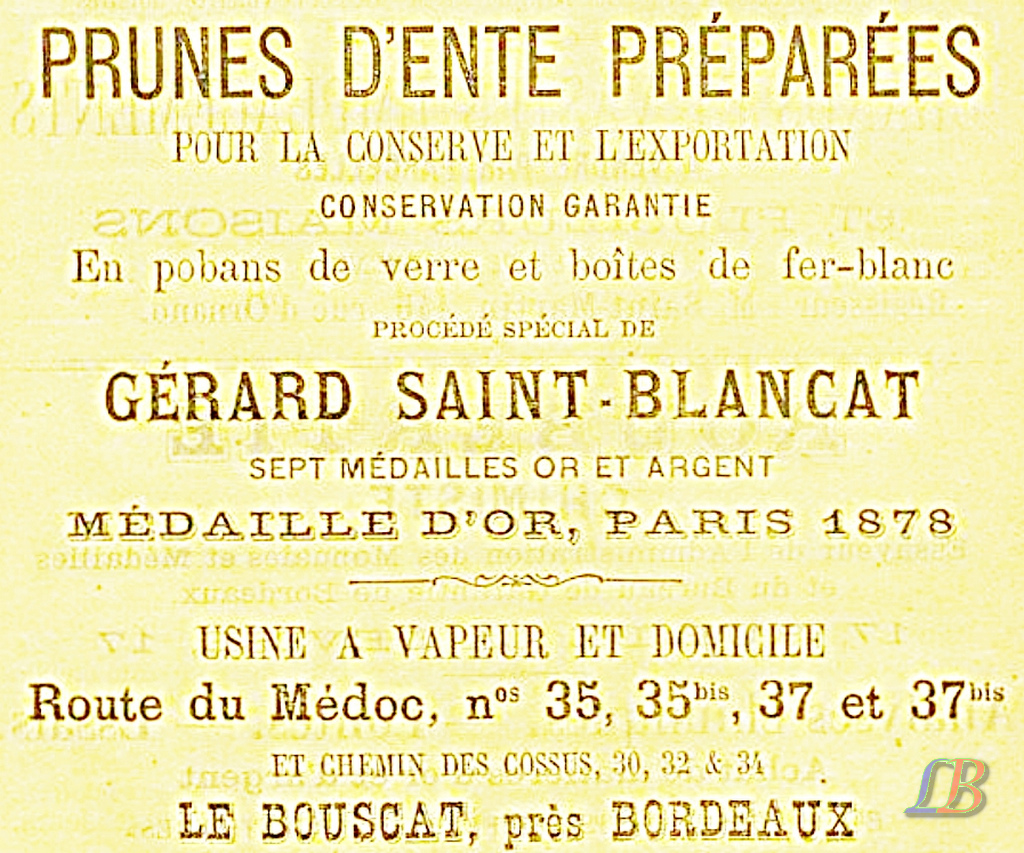 PRUNES D'ENTE PRÉPARÉES
POUR LA CONSERVE ET L'EXPORTATION
CONSERVATION GARANTIE
En pobans de verre et boîtes de fer-blanc
PROCÉDÉ SPÉCIAL DE
GÉRARD SAINT-BLANCAT
SEPT MÉDAILLES OR ET ARGENT
MÉDAILLE D'OR, PARIS 1878
USINE A VAPEUR ET DOMICILE
Route du Médoc, nos 35, 35bis, 37 et 37bis
ET CHEMIN DES COSSUS, 30, 32 & 34
LE BOUSCAT, près BORDEAUX
LB